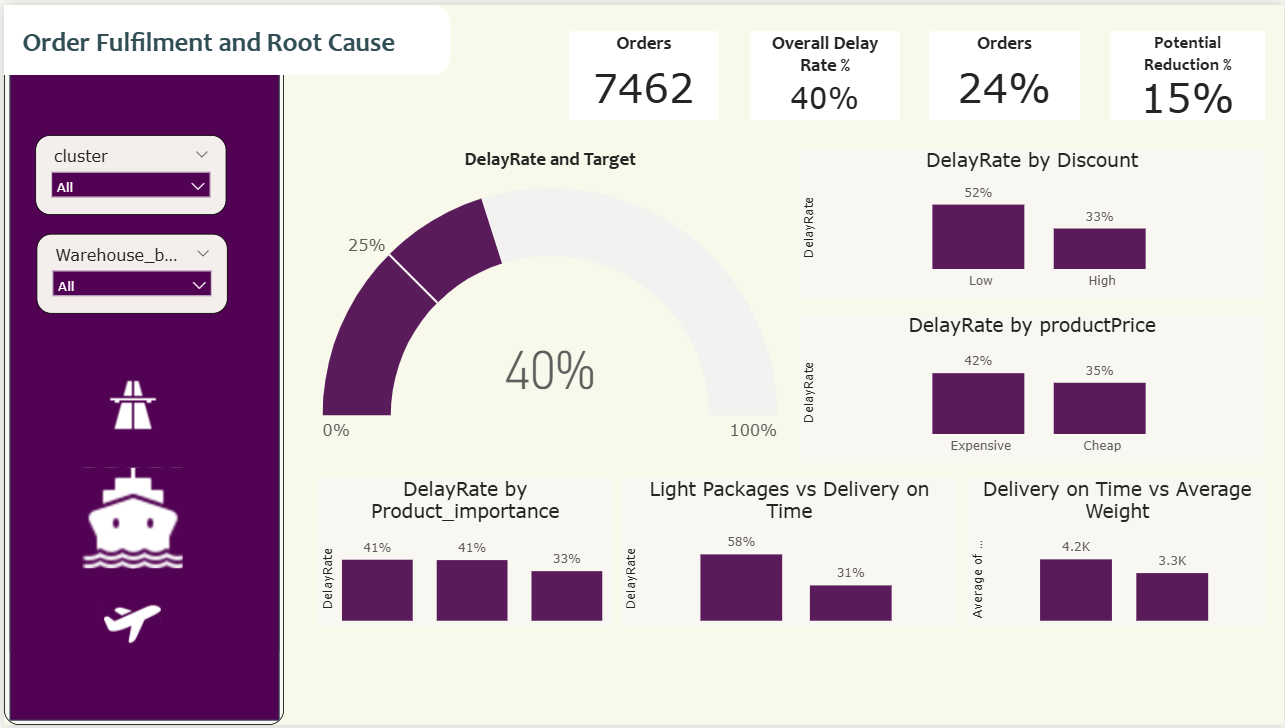 Order Fulfilment and Root Cause
cluster
All
Warehouse_b...
All
Orders
7462
Overall Delay
Rate %
40%
Orders
24%
Potential
Reduction %
15%
DelayRate and Target
25%
40%
0%
100%
DelayRate by Discount
DelayRate
52%
33%
Low
High
DelayRate by productPrice
DelayRate
42%
35%
Expensive
Cheap
DelayRate by
Product_importance
DelayRate
41%
41%
33%
Light Packages vs Delivery on
Time
DelayRate
58%
31%
Delivery on Time vs Average
Weight
Average of ...
4.2K
3.3K